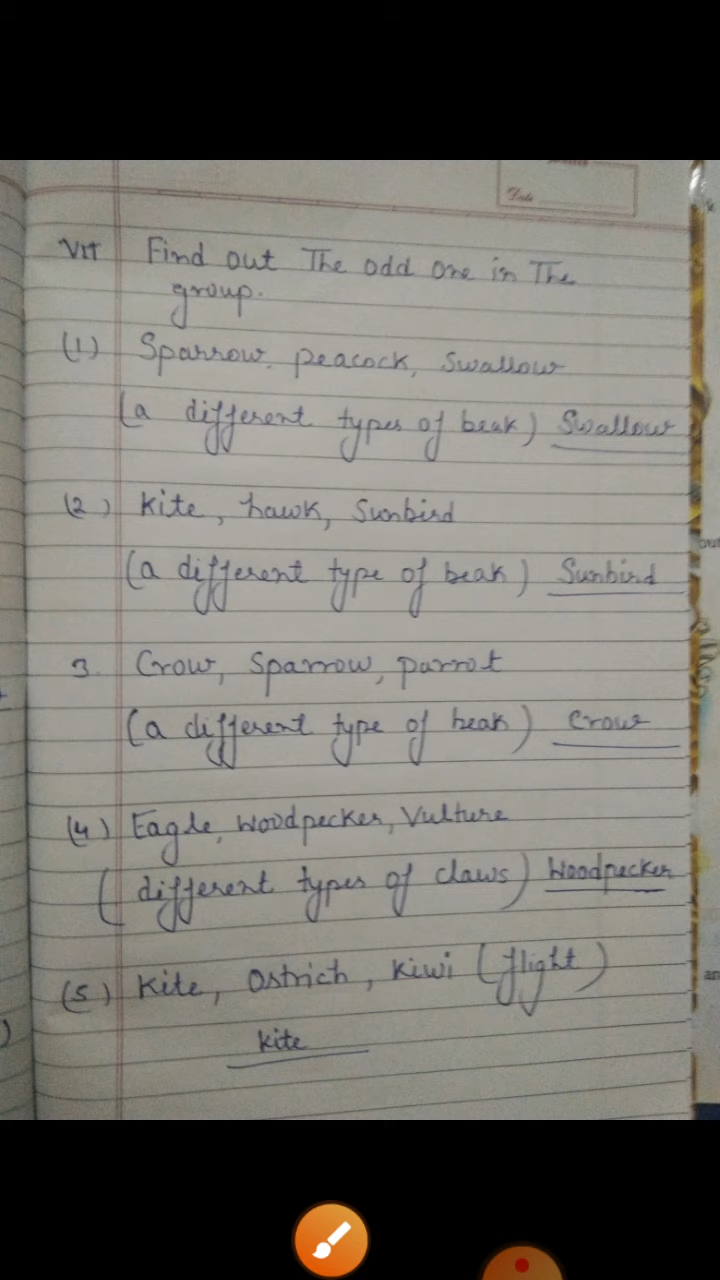 Date
VII Find out The odd one in The
group.
(1) Sparrow, peacock, Swallow
(a different types of beak) Swallow
(2) Kite, hawk, Sunbird
(a different type of beak) Sunbird
3. Crow, Sparrow, parrot
(a different type of beak) Crow
(4) Eagle, woodpecker, Vulture
( different types of claws) Woodpecker
(5) Kite, Ostrich, Kiwi (flight)
kite